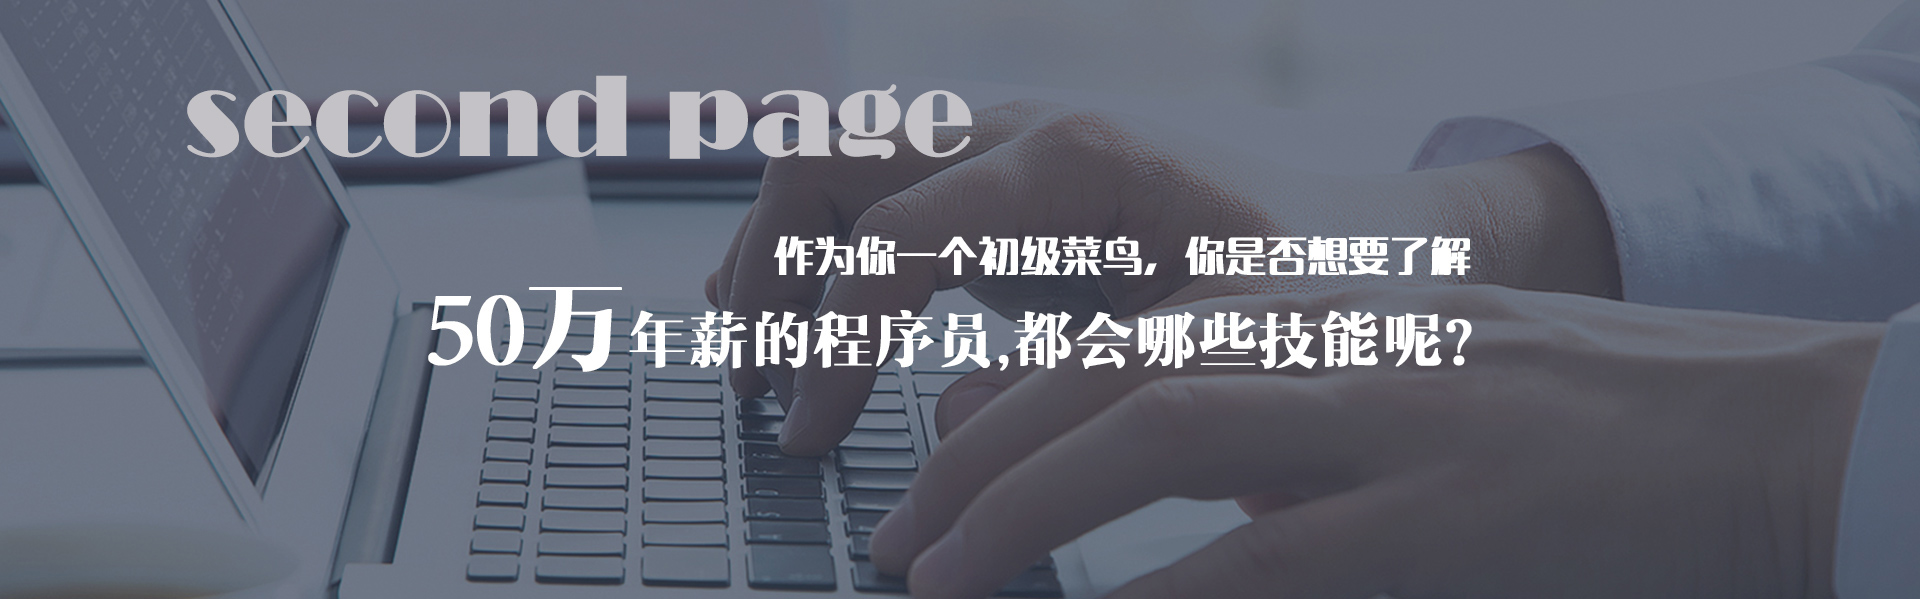 second page
作为你一个初级菜鸟，你是否想要了解
50万年薪的程序员,都会哪些技能呢?